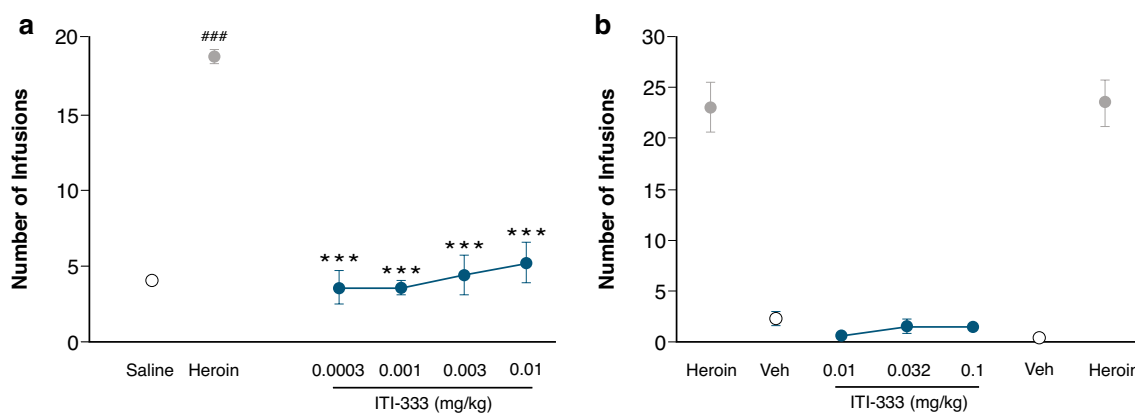 a
Number of Infusions
20
15
10
5
0
###
***
***
***
***
Saline Heroin 0.0003 0.001 0.003 0.01
ITI-333 (mg/kg)
b
Number of Infusions
30
25
20
15
10
5
0
Heroin Veh 0.01 0.032 0.1 Veh Heroin
ITI-333 (mg/kg)